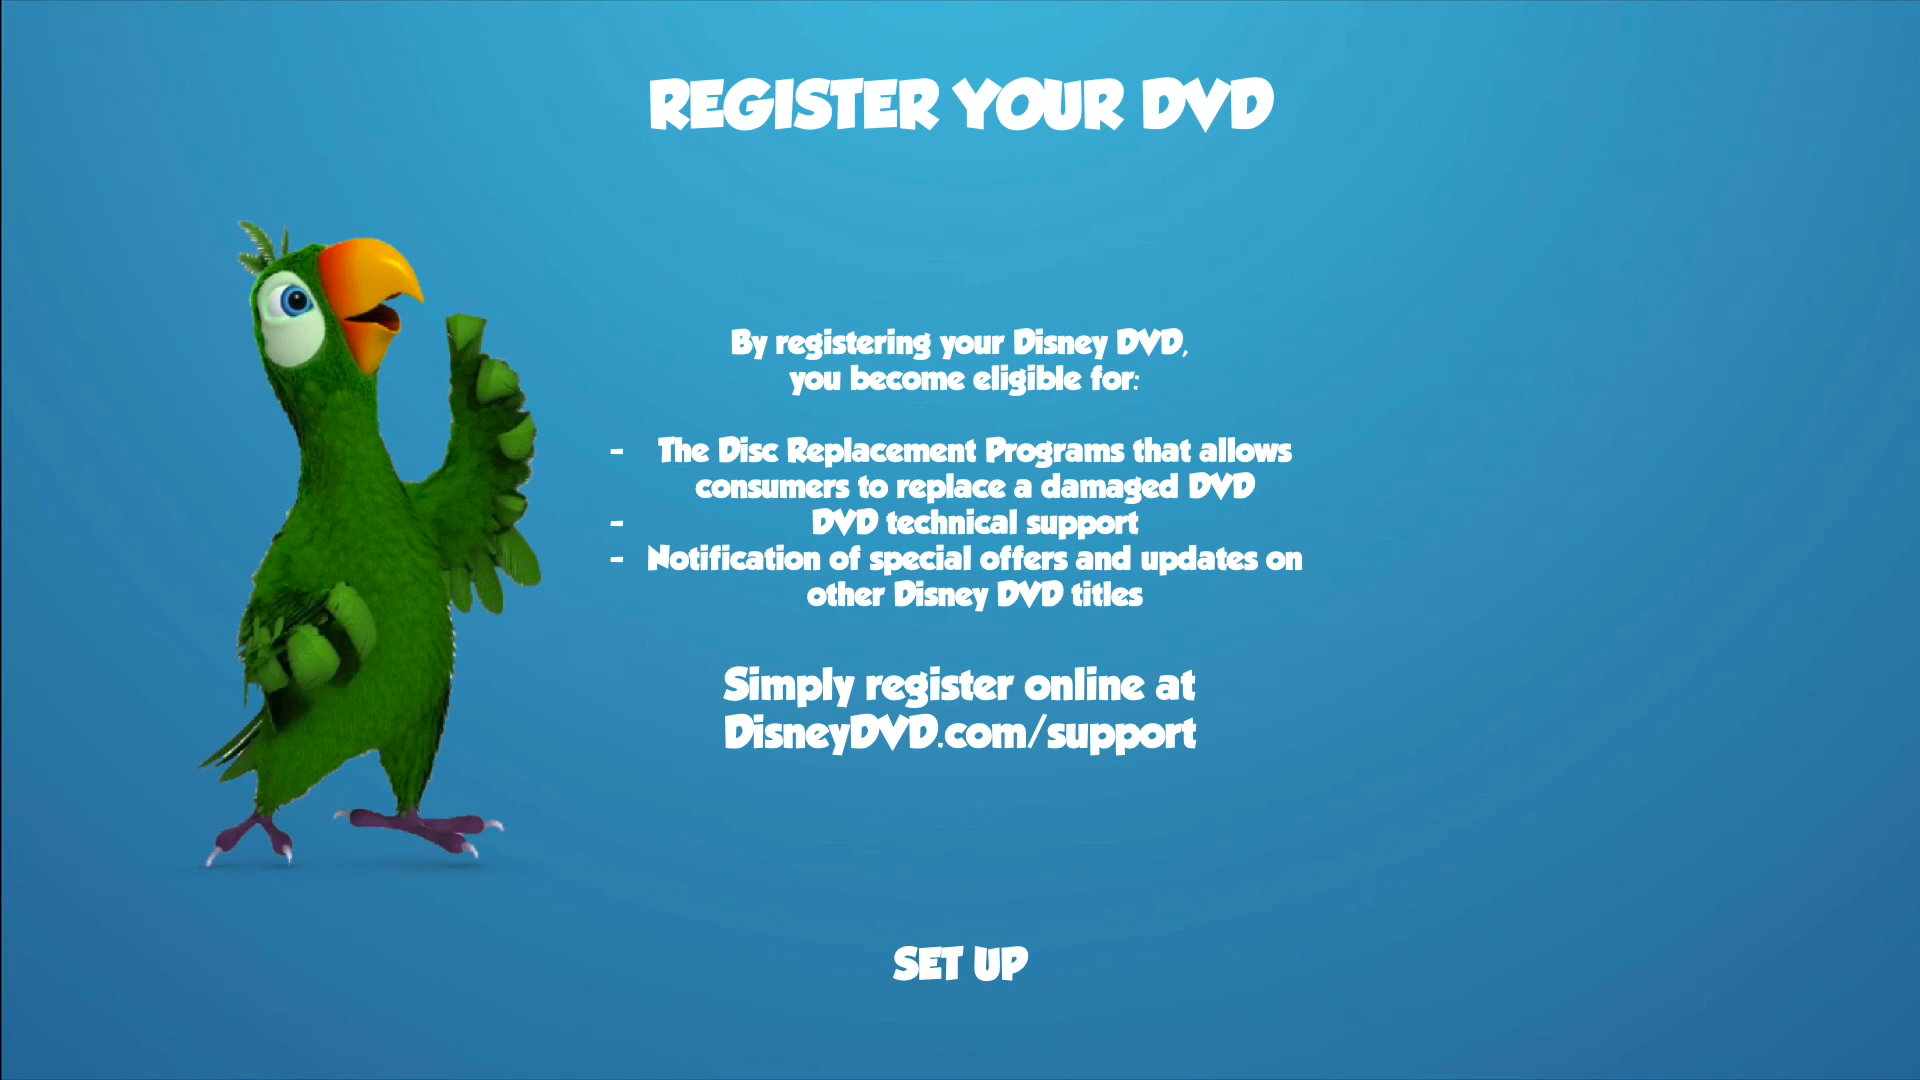 REGISTER YOUR DVD
By registering your Disney DVD,
you become eligible for:
- The Disc Replacement Programs that allows
consumers to replace a damaged DVD
- DVD technical support
- Notification of special offers and updates on
other Disney DVD titles
Simply register online at
DisneyDVD.com/support
SET UP